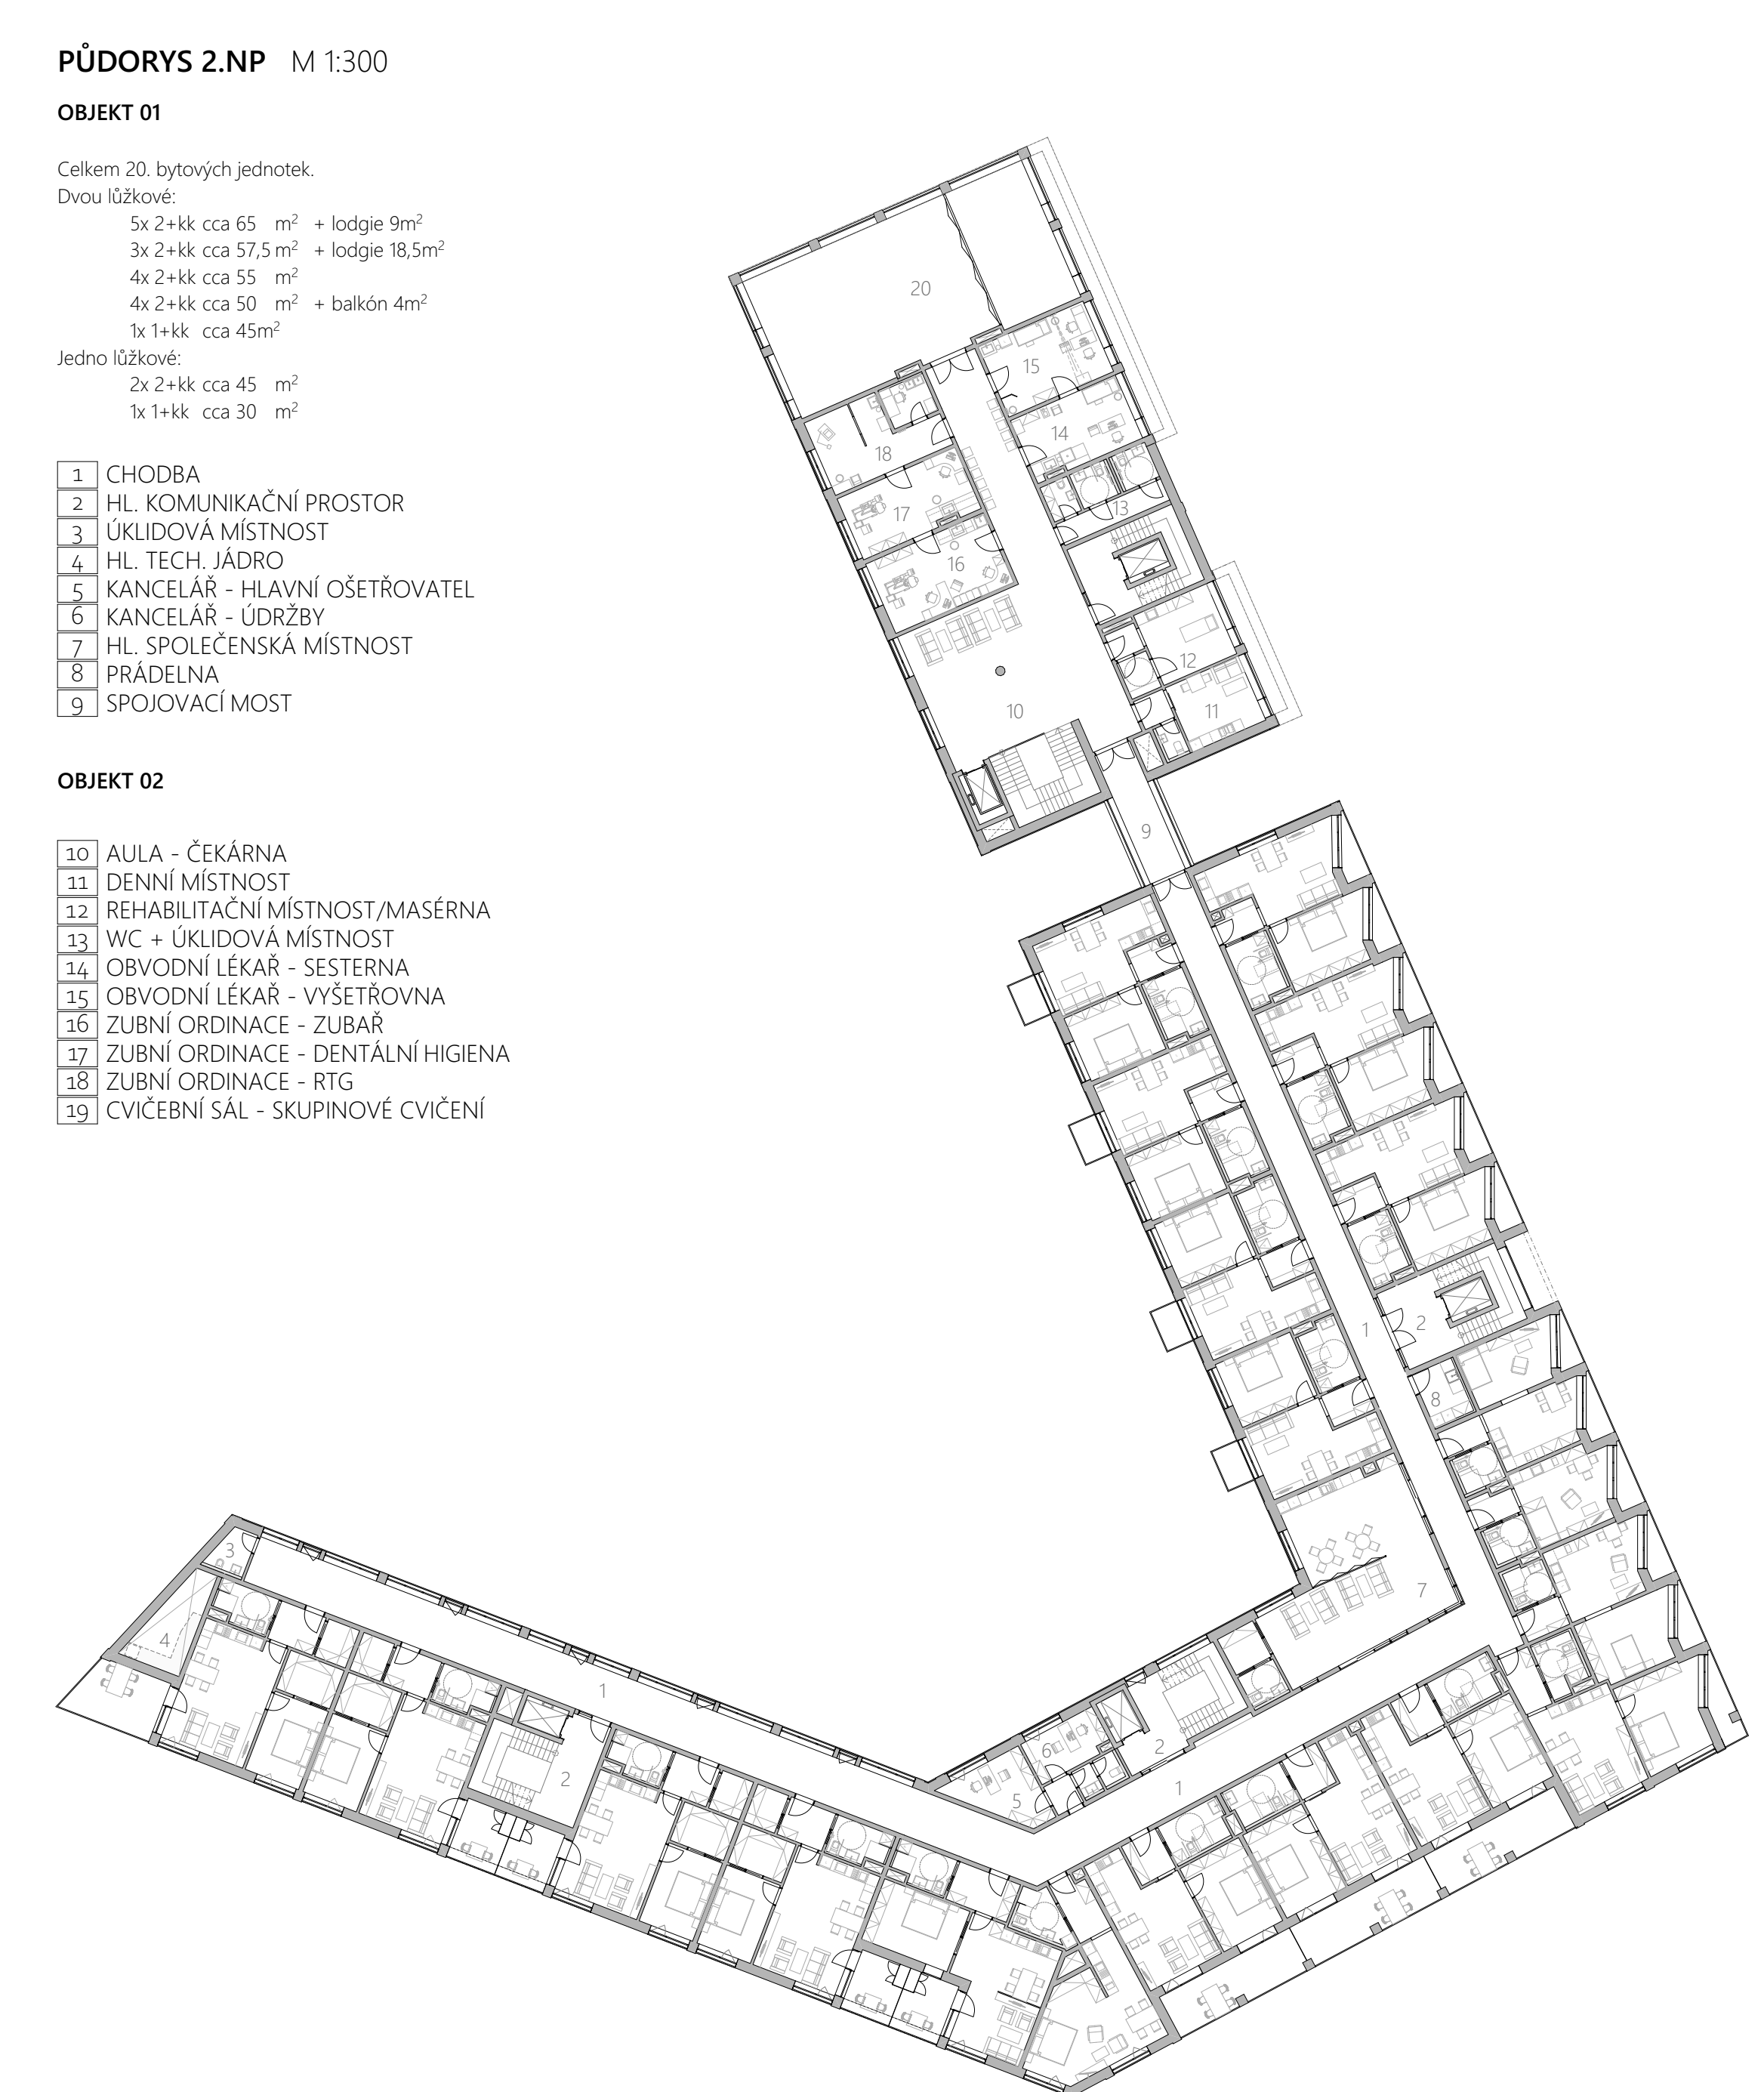 PŮDORYS 2.NP M 1:300
OBJEKT 01
Celkem 20. bytových jednotek.
Dvou lůžkové:
5x 2+kk cca 65 m² + lodgie 9m²
3x 2+kk cca 57,5 m² + lodgie 18,5m²
4x 2+kk cca 55 m²
4x 2+kk cca 50 m² + balkón 4m²
1x 1+kk cca 45m²
Jedno lůžkové:
2x 2+kk cca 45 m²
1x 1+kk cca 30 m²
1 CHODBA
2 HL. KOMUNIKAČNÍ PROSTOR
3 ÚKLIDOVÁ MÍSTNOST
4 HL. TECH. JÁDRO
5 KANCELÁŘ - HLAVNÍ OŠETŘOVATEL
6 KANCELÁŘ - ÚDRŽBY
7 HL. SPOLEČENSKÁ MÍSTNOST
8 PRÁDELNA
9 SPOJOVACÍ MOST
OBJEKT 02
10 AULA - ČEKÁRNA
11 DENNÍ MÍSTNOST
12 REHABILITAČNÍ MÍSTNOST/MASÉRNA
13 WC + ÚKLIDOVÁ MÍSTNOST
14 OBVODNÍ LÉKAŘ - SESTERNA
15 OBVODNÍ LÉKAŘ - VYŠETŘOVNA
16 ZUBNÍ ORDINACE - ZUBAŘ
17 ZUBNÍ ORDINACE - DENTÁLNÍ HIGIENA
18 ZUBNÍ ORDINACE - RTG
19 CVIČEBNÍ SÁL - SKUPINOVÉ CVIČENÍ
20
15
14
18
13
17
16
12
10
11
9
1
2
8
3
7
4
1
6
2
2
1
5